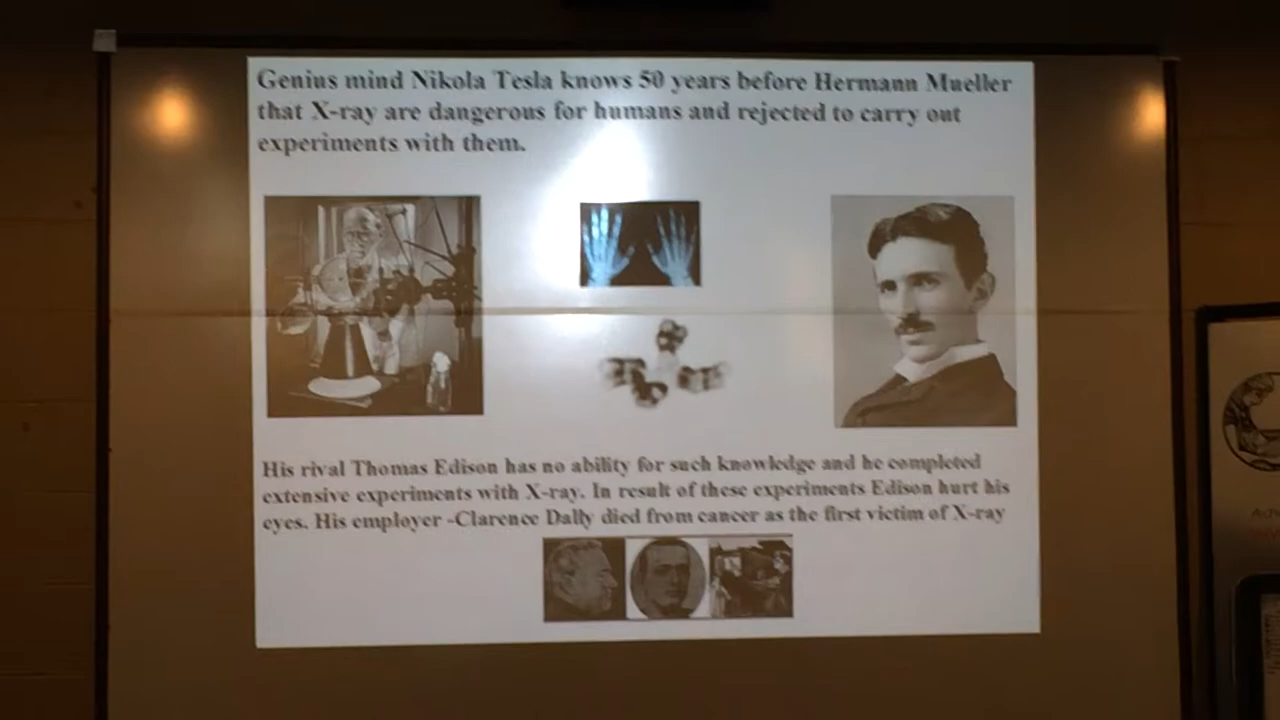 Genius mind Nikola Tesla knows 50 years before Hermann Mueller
that X-ray are dangerous for humans and rejected to carry out
experiments with them.
His rival Thomas Edison has no ability for such knowledge and he completed
extensive experiments with X-ray. In result of these experiments Edison hurt his
eyes. His employer -Clarence Dally died from cancer as the first victim of X-ray